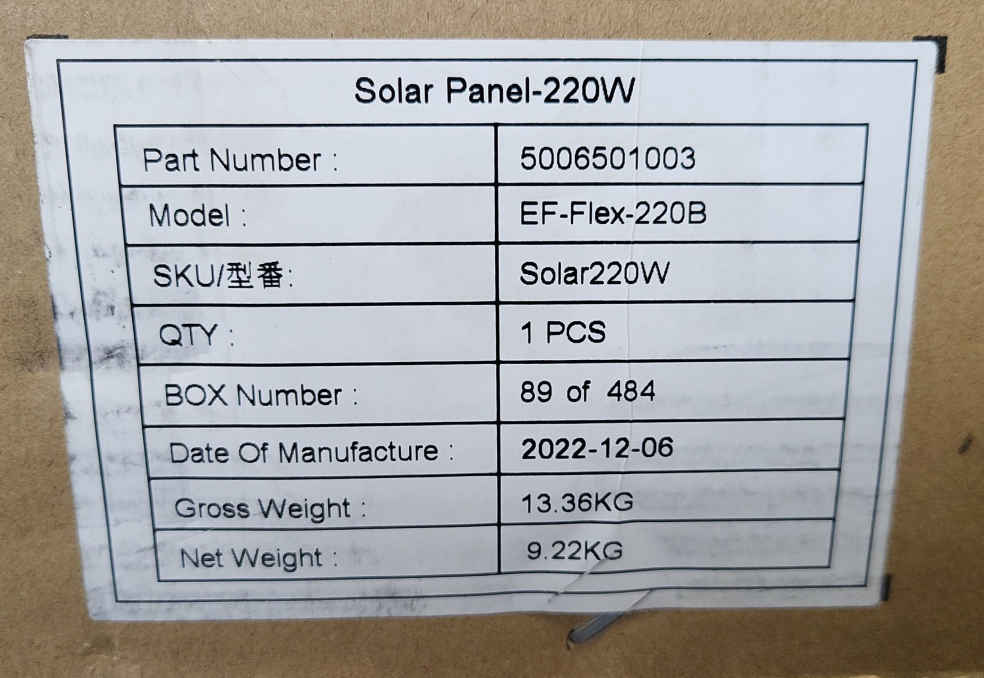 Solar Panel-220W
Part Number : 5006501003
Model : EF-Flex-220B
SKU/型番: Solar220W
QTY : 1 PCS
BOX Number : 89 of 484
Date Of Manufacture : 2022-12-06
Gross Weight : 13.36KG
Net Weight : 9.22KG